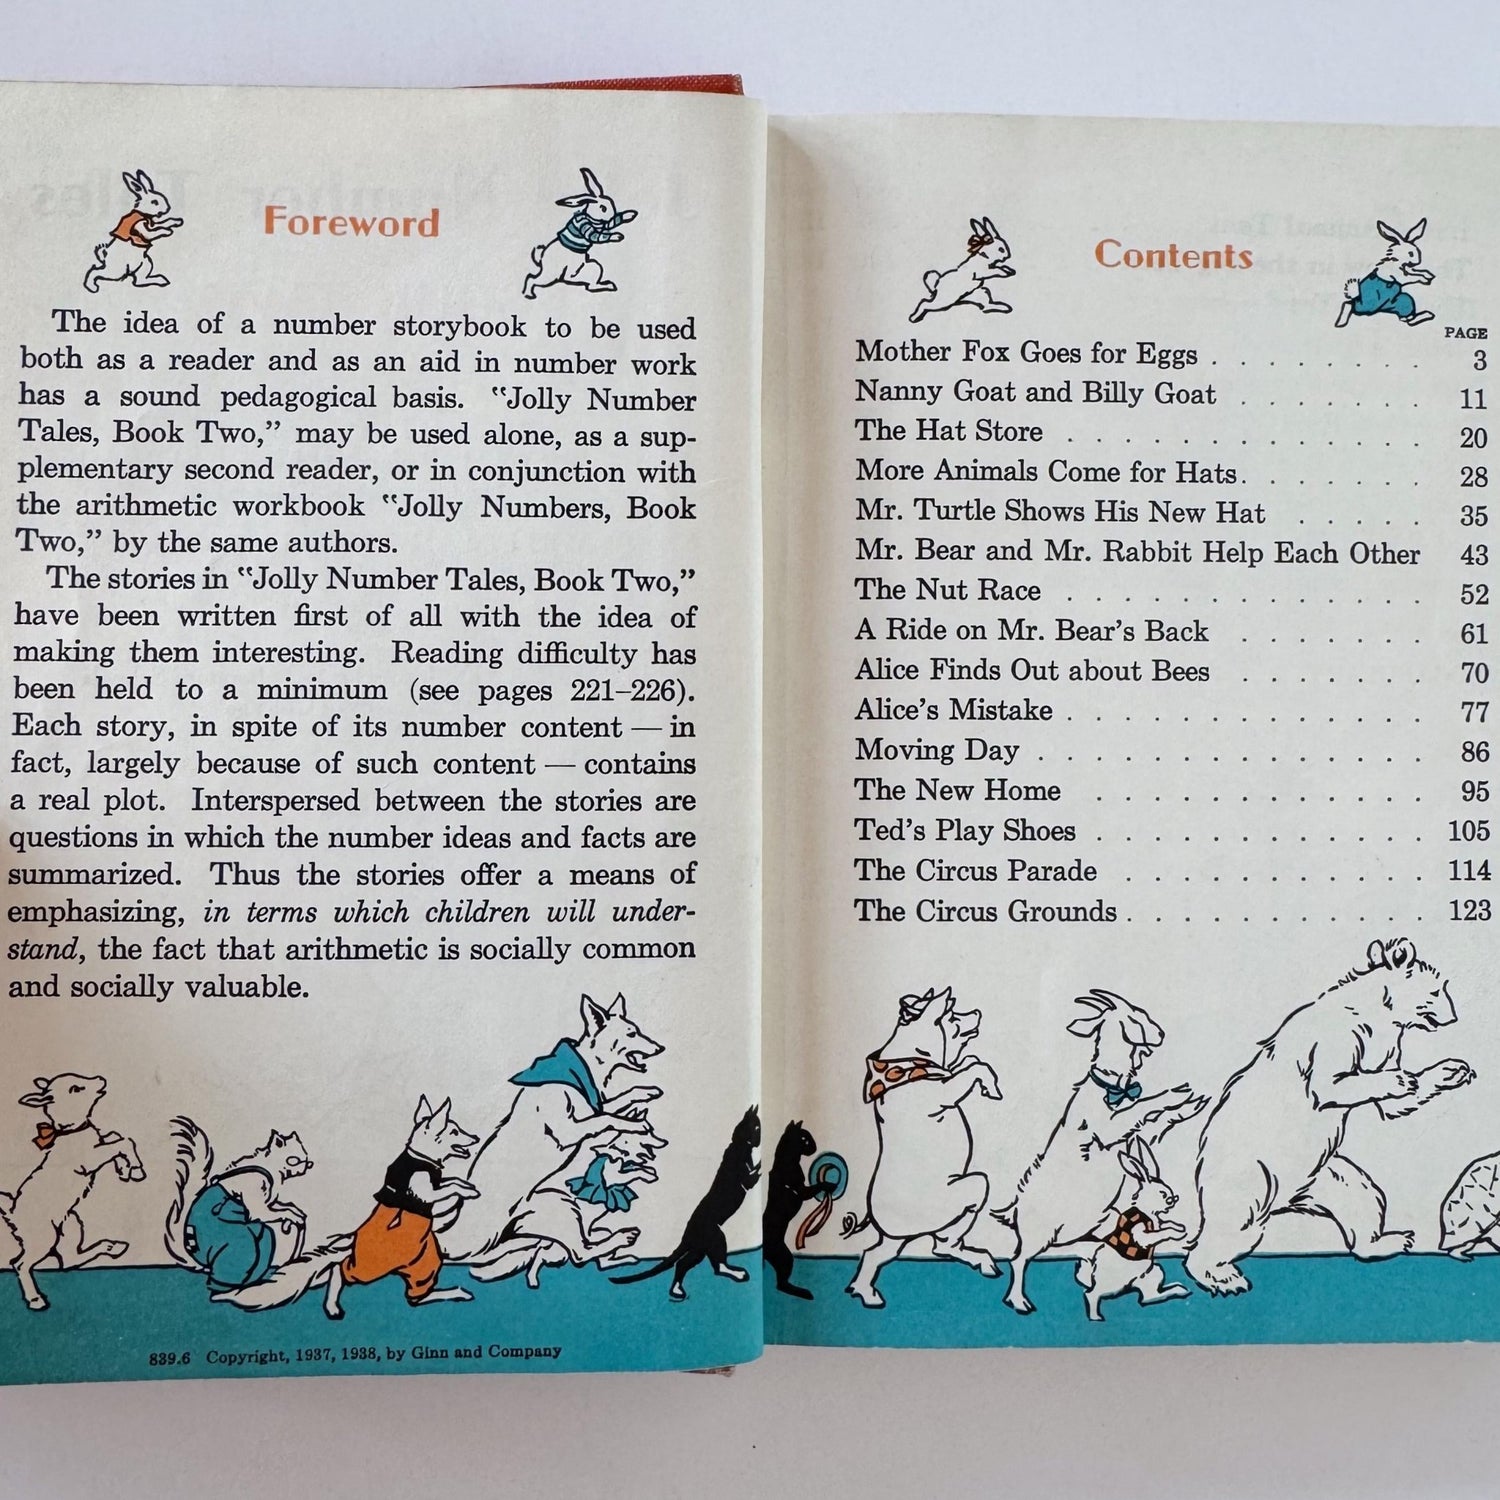 Foreword
The idea of a number storybook to be used
both as a reader and as an aid in number work
has a sound pedagogical basis. "Jolly Number
Tales, Book Two," may be used alone, as a sup-
plementary second reader, or in conjunction with
the arithmetic workbook "Jolly Numbers, Book
Two," by the same authors.
The stories in "Jolly Number Tales, Book Two,"
have been written first of all with the idea of
making them interesting. Reading difficulty has
been held to a minimum (see pages 221–226).
Each story, in spite of its number content — in
fact, largely because of such content — contains
a real plot. Interspersed between the stories are
questions in which the number ideas and facts are
summarized. Thus the stories offer a means of
emphasizing, in terms which children will under-
stand, the fact that arithmetic is socially common
and socially valuable.
839.6 Copyright, 1937, 1938, by Ginn and Company
Contents
PAGE
Mother Fox Goes for Eggs . . . . . . . . 3
Nanny Goat and Billy Goat . . . . . . . 11
The Hat Store . . . . . . . . . . . . . 20
More Animals Come for Hats. . . . . . . 28
Mr. Turtle Shows His New Hat . . . . . 35
Mr. Bear and Mr. Rabbit Help Each Other 43
The Nut Race . . . . . . . . . . . . . 52
A Ride on Mr. Bear's Back . . . . . . . 61
Alice Finds Out about Bees . . . . . . . 70
Alice's Mistake . . . . . . . . . . . . . 77
Moving Day . . . . . . . . . . . . . . 86
The New Home . . . . . . . . . . . . 95
Ted's Play Shoes . . . . . . . . . . . . 105
The Circus Parade . . . . . . . . . . . 114
The Circus Grounds . . . . . . . . . . . 123